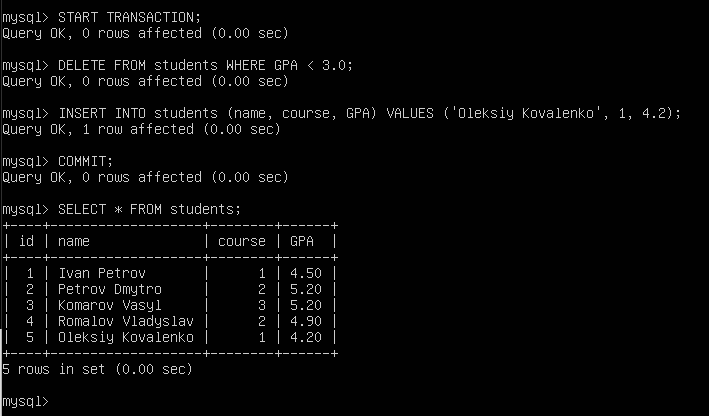 mysql> START TRANSACTION;
Query OK, 0 rows affected (0.00 sec)
mysql> DELETE FROM students WHERE GPA < 3.0;
Query OK, 0 rows affected (0.00 sec)
mysql> INSERT INTO students (name, course, GPA) VALUES ('Oleksiy Kovalenko', 1, 4.2);
Query OK, 1 row affected (0.00 sec)
mysql> COMMIT;
Query OK, 0 rows affected (0.00 sec)
mysql> SELECT * FROM students;
+----+-------------------+--------+------+
| id | name              | course | GPA  |
+----+-------------------+--------+------+
|  1 | Ivan Petrov       |      1 | 4.50 |
|  2 | Petrov Dmytro     |      2 | 5.20 |
|  3 | Komarov Vasyl     |      3 | 5.20 |
|  4 | Romalov Vladyslav |      2 | 4.90 |
|  5 | Oleksiy Kovalenko |      1 | 4.20 |
+----+-------------------+--------+------+
5 rows in set (0.00 sec)
mysql>